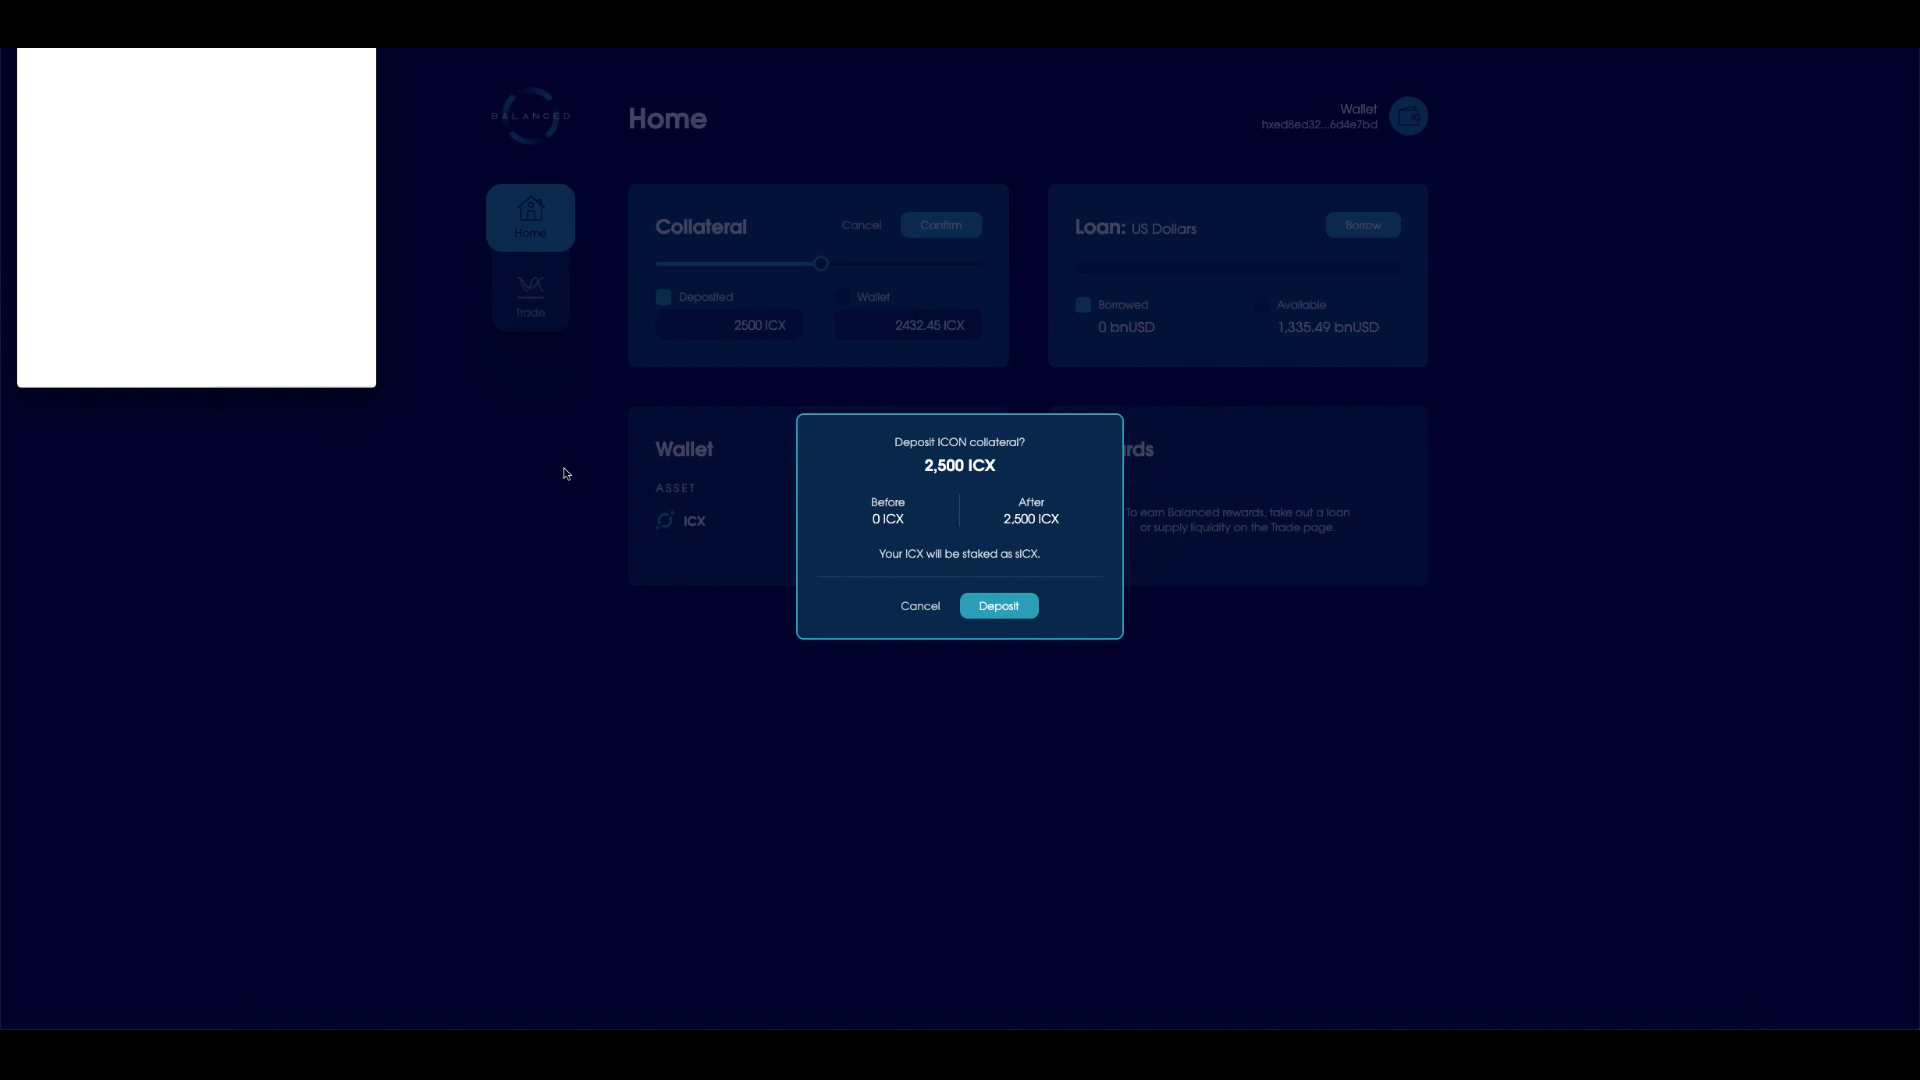 BALANCED
Home
Wallet
hxed8ed32...6d4e7bd
Home
Trade
Collateral
Cancel
Confirm
Deposited
Wallet
2500 ICX
2432.45 ICX
Loan: US Dollars
Borrow
Borrowed
Available
0 bnUSD
1,335.49 bnUSD
Wallet
ASSET
ICX
rds
To earn Balanced rewards, take out a loan
or supply liquidity on the Trade page.
Deposit ICON collateral?
2,500 ICX
Before
After
0 ICX
2,500 ICX
Your ICX will be staked as sICX.
Cancel
Deposit